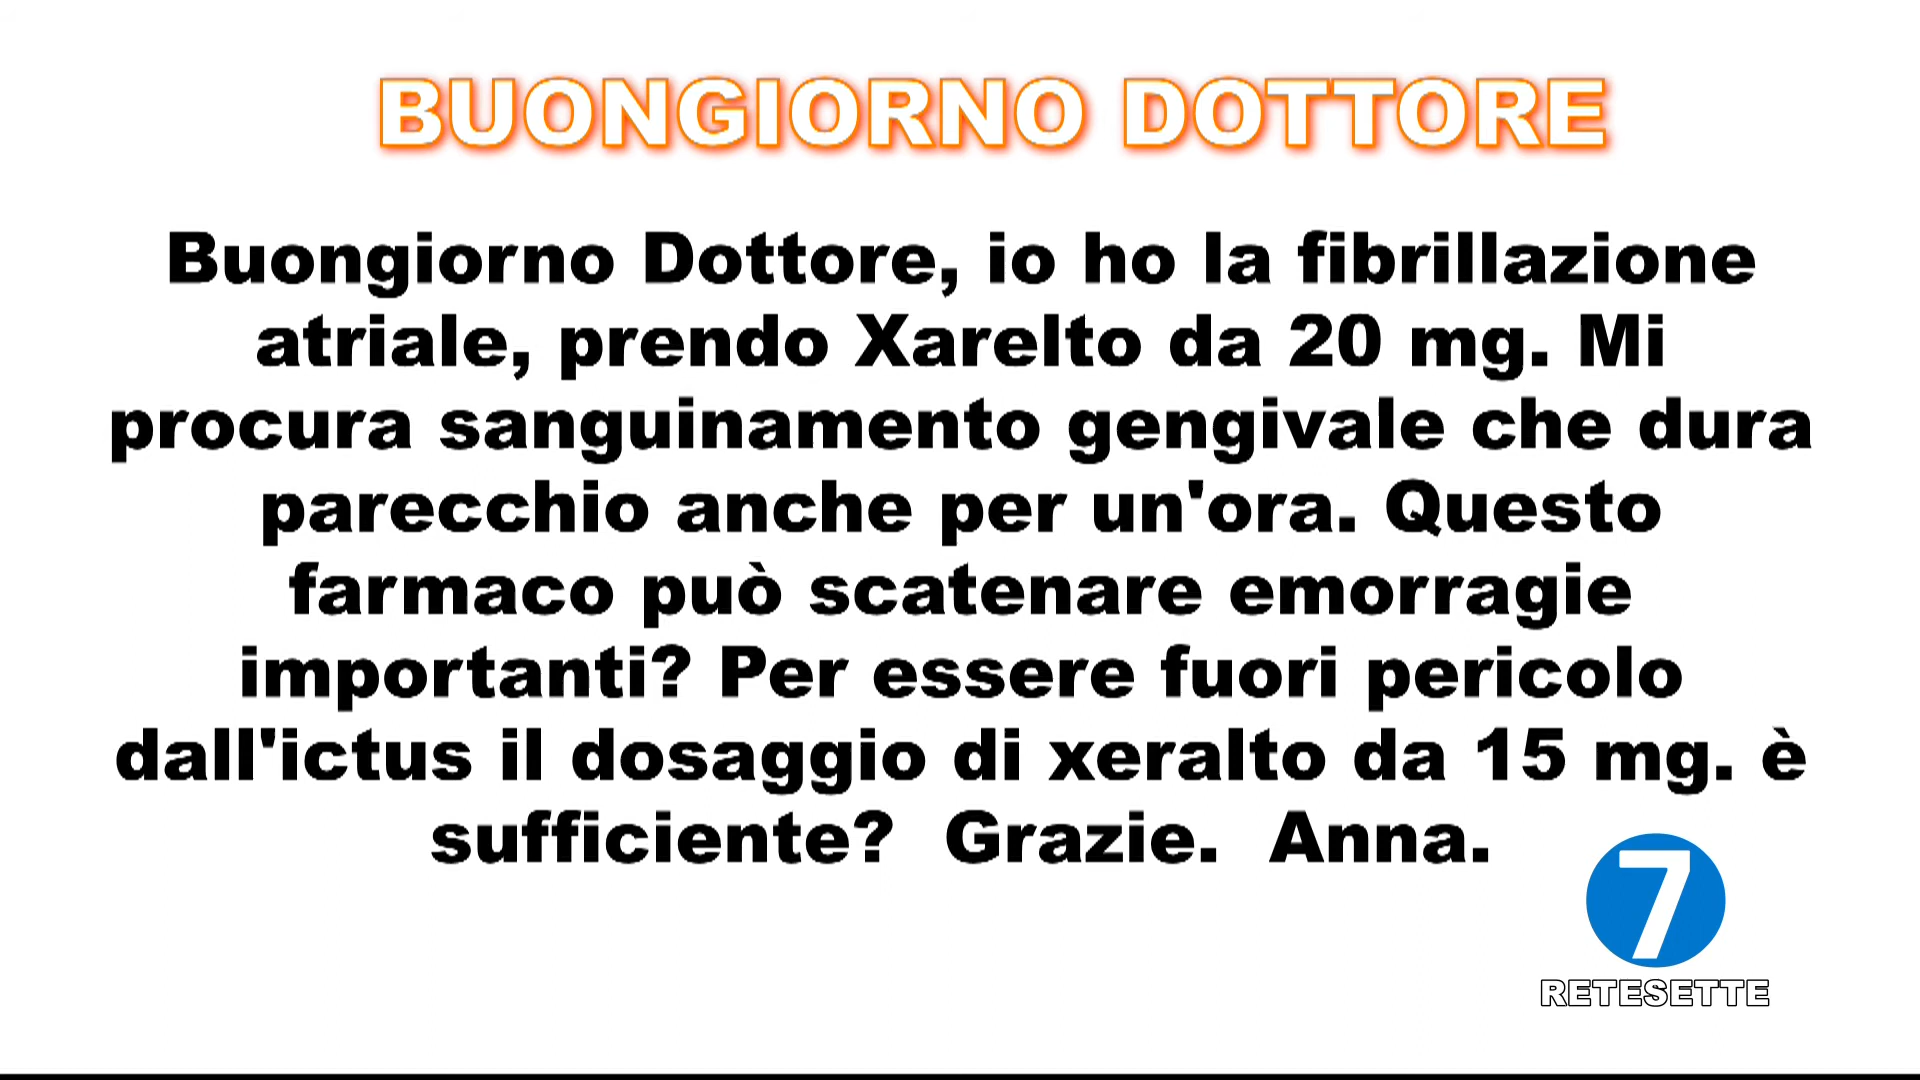 BUONGIORNO DOTTORE
Buongiorno Dottore, io ho la fibrillazione
atriale, prendo Xarelto da 20 mg. Mi
procura sanguinamento gengivale che dura
parecchio anche per un'ora. Questo
farmaco può scatenare emorragie
importanti? Per essere fuori pericolo
dall'ictus il dosaggio di xeralto da 15 mg. è
sufficiente?  Grazie.  Anna.
7
RETESETTE